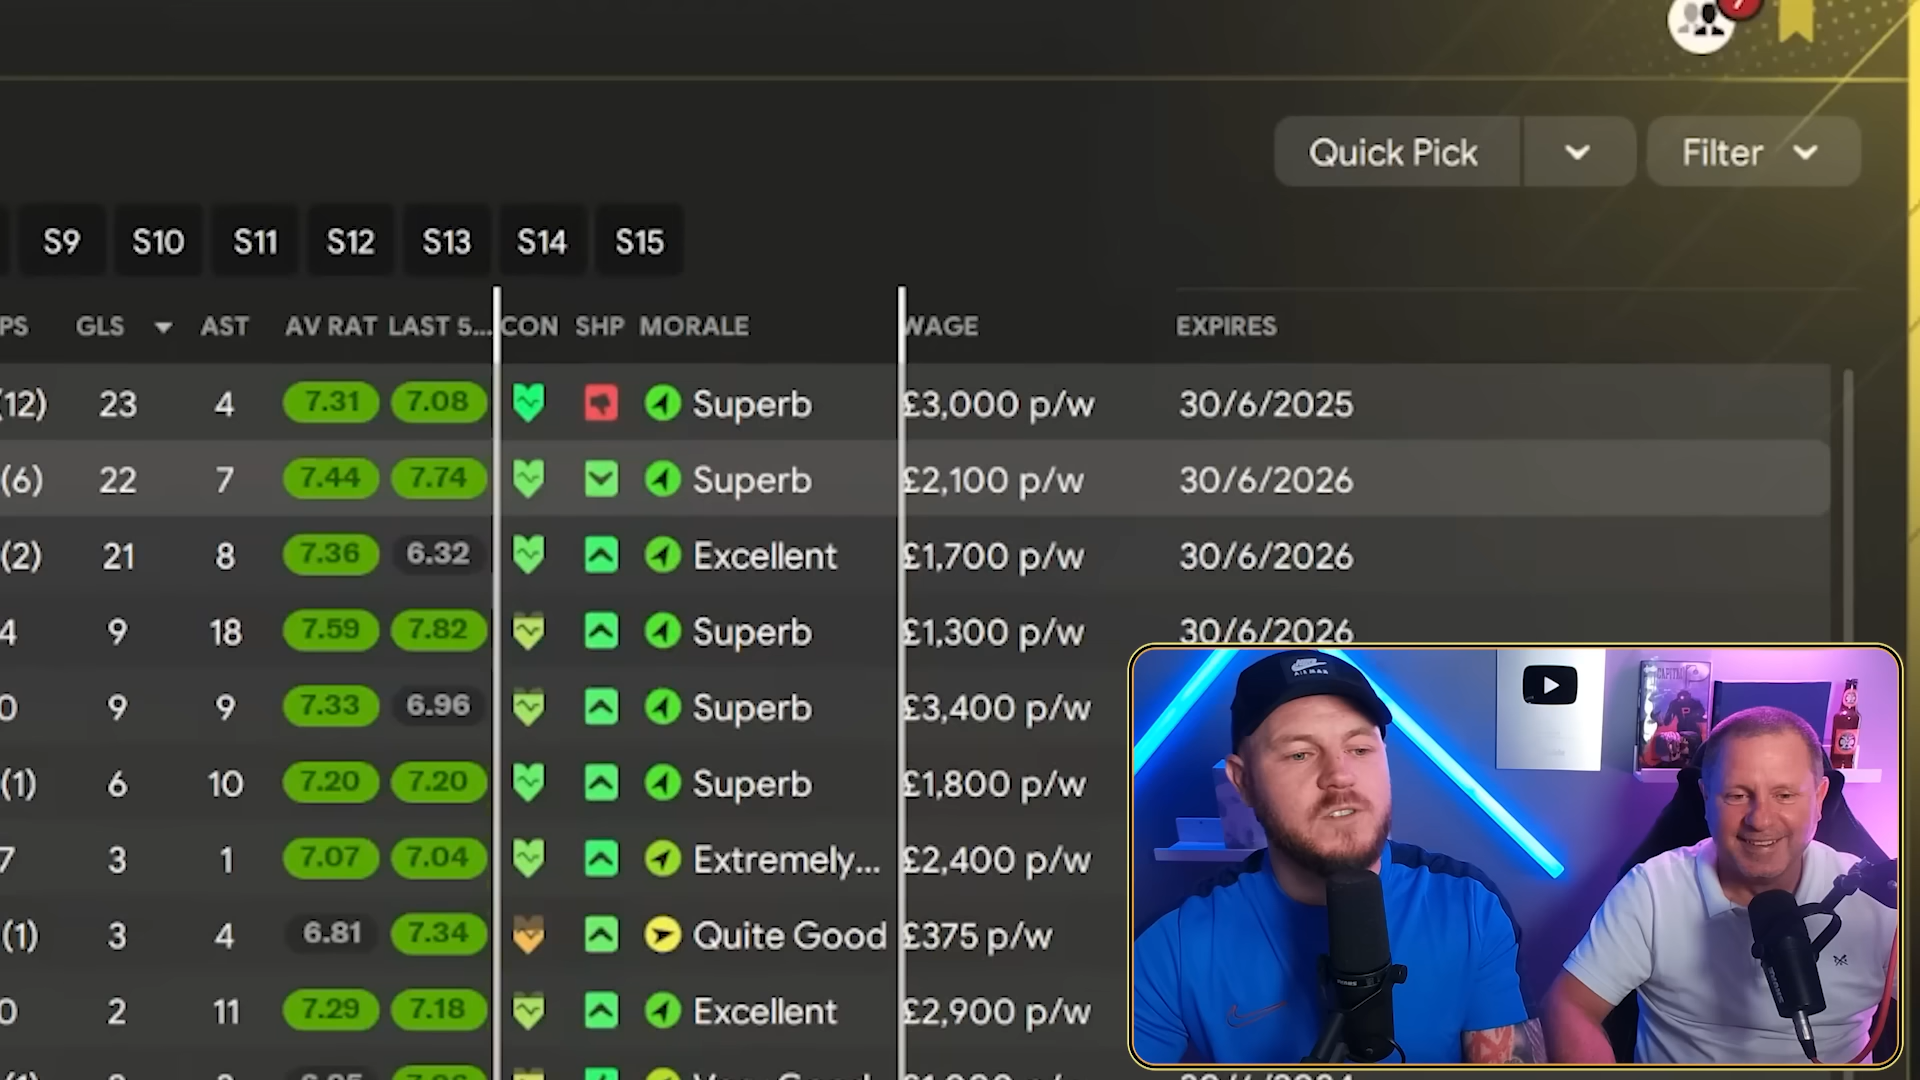 7
Quick Pick
Filter
S9 S10 S11 S12 S13 S14 S15
PS GLS AST AV RAT LAST 5... CON SHP MORALE WAGE EXPIRES
(12) 23 4 7.31 7.08 Superb £3,000 p/w 30/6/2025
(6) 22 7 7.44 7.74 Superb £2,100 p/w 30/6/2026
(2) 21 8 7.36 6.32 Excellent £1,700 p/w 30/6/2026
4 9 18 7.59 7.82 Superb £1,300 p/w 30/6/2026
0 9 9 7.33 6.96 Superb £3,400 p/w
(1) 6 10 7.20 7.20 Superb £1,800 p/w
7 3 1 7.07 7.04 Extremely... £2,400 p/w
(1) 3 4 6.81 7.34 Quite Good £375 p/w
0 2 11 7.29 7.18 Excellent £2,900 p/w